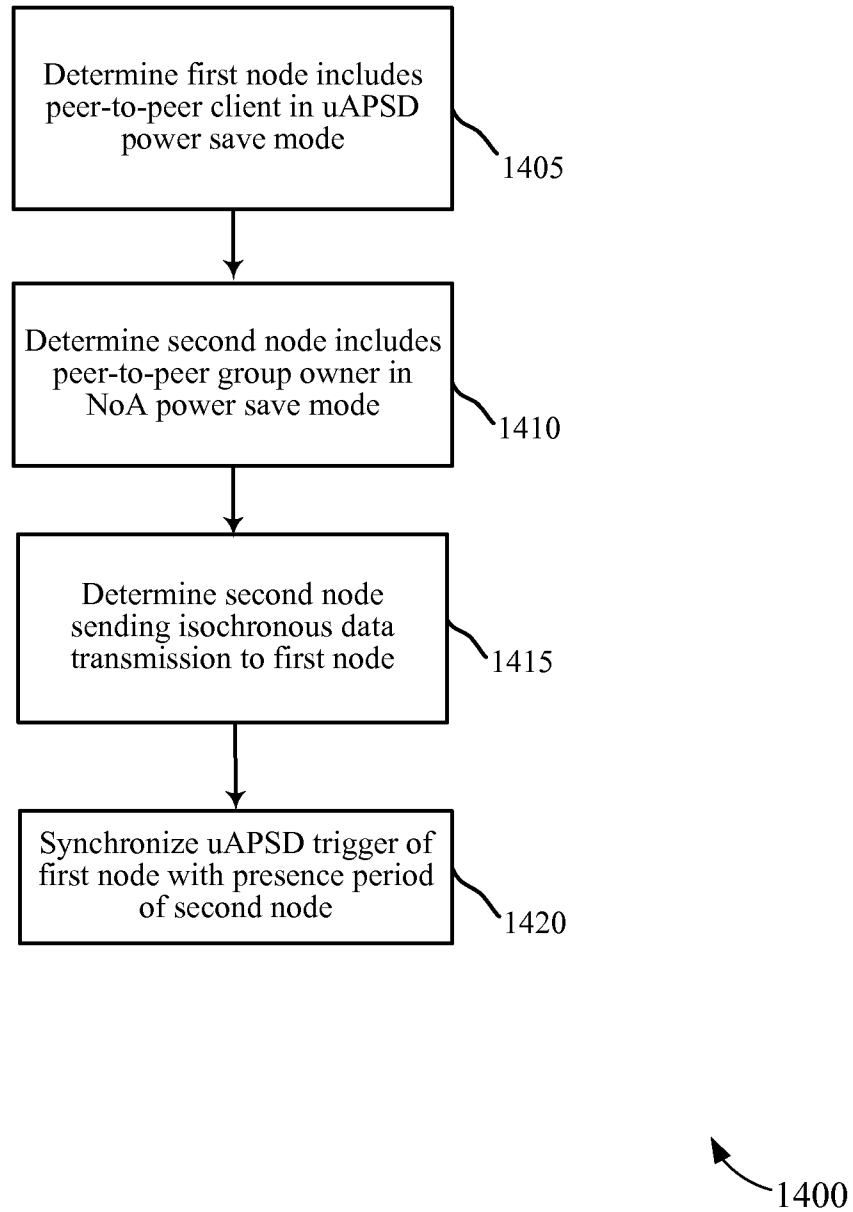 Determine first node includes
peer-to-peer client in uAPSD
power save mode
1405
Determine second node includes
peer-to-peer group owner in
NoA power save mode
1410
Determine second node
sending isochronous data
transmission to first node
1415
Synchronize uAPSD trigger of
first node with presence period
of second node
1420
1400